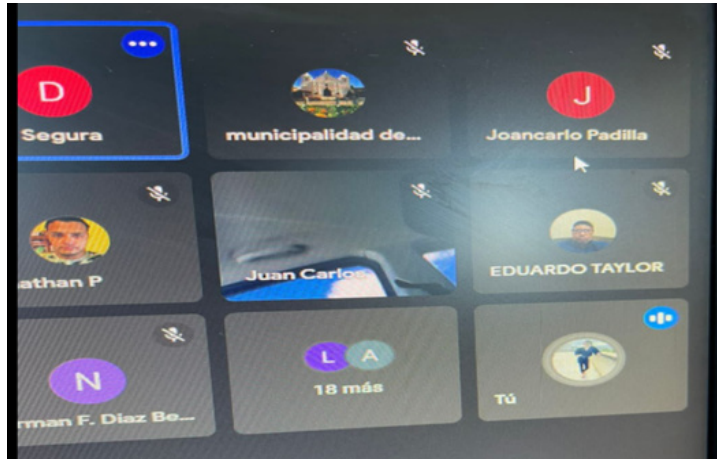 D
Segura
municipalidad de...
J
Joancarlo Padilla
athan P
Juan Carlos
EDUARDO TAYLOR
N
rman F. Diaz Be...
L A
18 más
Tú